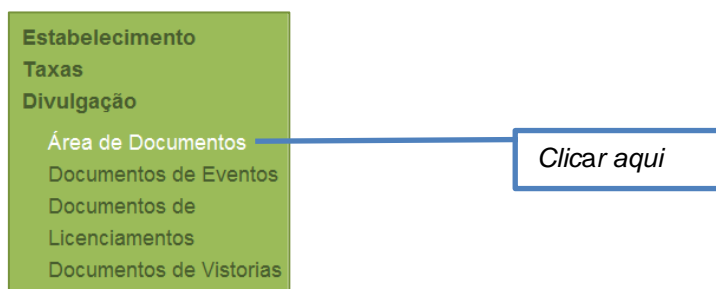 Estabelecimento
Taxas
Divulgação
Área de Documentos
Clicar aqui
Documentos de Eventos
Documentos de
Licenciamentos
Documentos de Vistorias